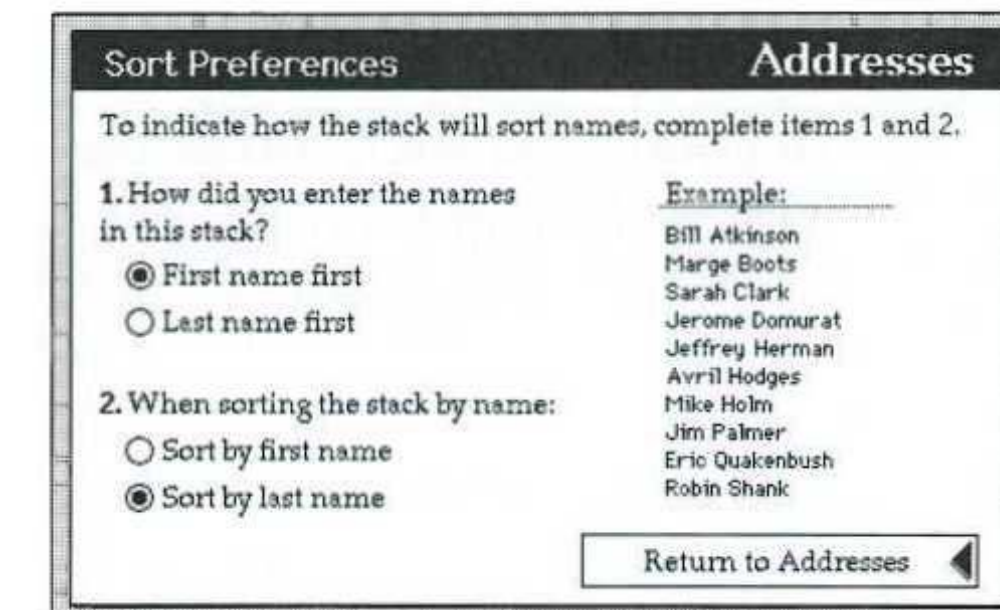 Sort Preferences
Addresses
To indicate how the stack will sort names, complete items 1 and 2.
1. How did you enter the names
in this stack?
First name first
Last name first
2. When sorting the stack by name:
Sort by first name
Sort by last name
Example:
Bill Atkinson
Marge Boots
Sarah Clark
Jerome Domurat
Jeffrey Herman
Avril Hodges
Mike Holm
Jim Palmer
Eric Quakenbush
Robin Shank
Return to Addresses